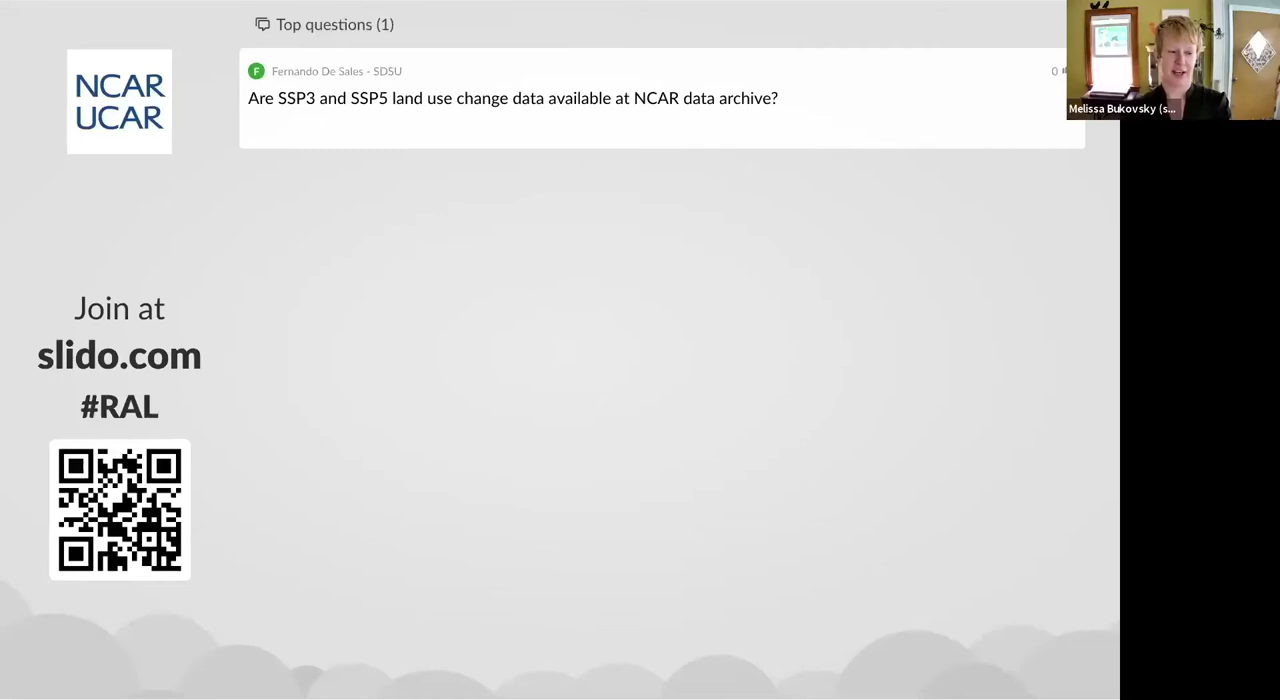 Top questions (1)
NCAR
UCAR
F Fernando De Sales - SDSU
0
Are SSP3 and SSP5 land use change data available at NCAR data archive?
Melissa Bukovsky (s...
Join at
slido.com
#RAL